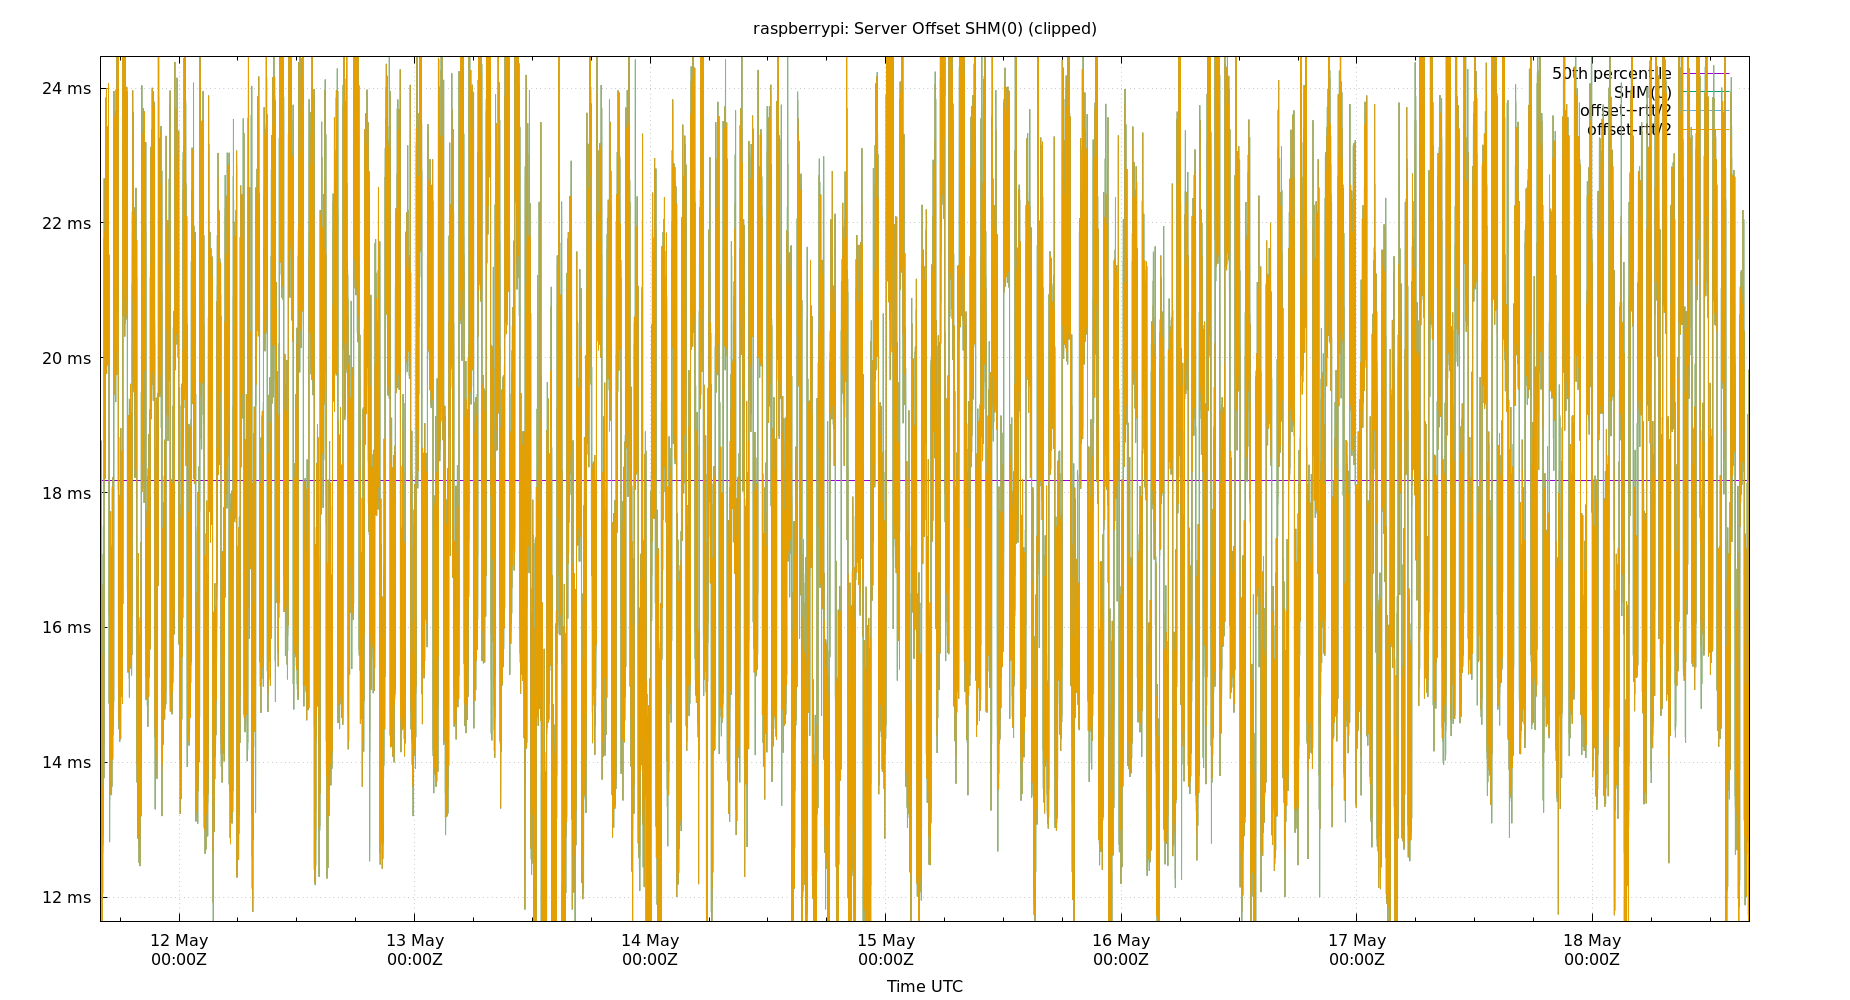 raspberrypi: Server Offset SHM(0) (clipped)
24 ms
22 ms
20 ms
18 ms
16 ms
14 ms
12 ms
50th percentile
SHM(0)
offset+rtt/2
offset-rtt/2
12 May 00:00Z
13 May 00:00Z
14 May 00:00Z
15 May 00:00Z
16 May 00:00Z
17 May 00:00Z
18 May 00:00Z
Time UTC